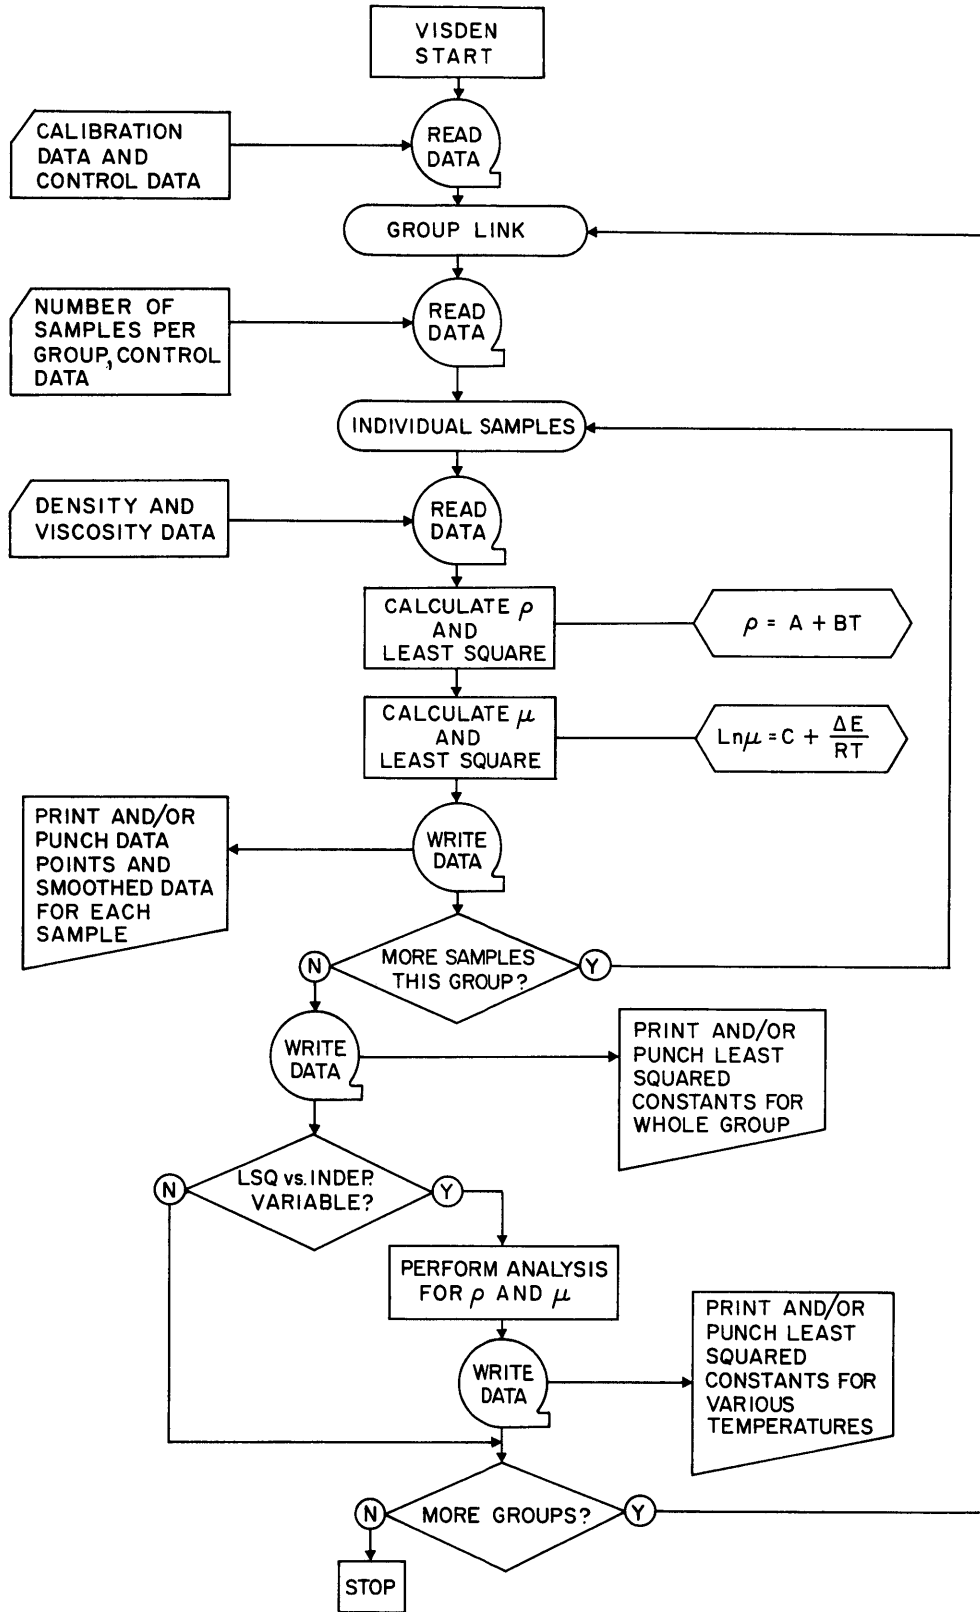 VISDEN
START
CALIBRATION
DATA AND
CONTROL DATA
READ
DATA
GROUP LINK
NUMBER OF
SAMPLES PER
GROUP, CONTROL
DATA
READ
DATA
INDIVIDUAL SAMPLES
DENSITY AND
VISCOSITY DATA
READ
DATA
CALCULATE ρ
AND
LEAST SQUARE
ρ = A + BT
CALCULATE μ
AND
LEAST SQUARE
Lnμ = C + ΔE/RT
WRITE
DATA
PRINT AND/OR
PUNCH DATA
POINTS AND
SMOOTHED DATA
FOR EACH
SAMPLE
N
MORE SAMPLES
THIS GROUP?
Y
WRITE
DATA
PRINT AND/OR
PUNCH LEAST
SQUARED
CONSTANTS FOR
WHOLE GROUP
N
LSQ vs. INDEP.
VARIABLE?
Y
PERFORM ANALYSIS
FOR ρ AND μ
WRITE
DATA
PRINT AND/OR
PUNCH LEAST
SQUARED
CONSTANTS FOR
VARIOUS
TEMPERATURES
N
MORE GROUPS?
Y
STOP